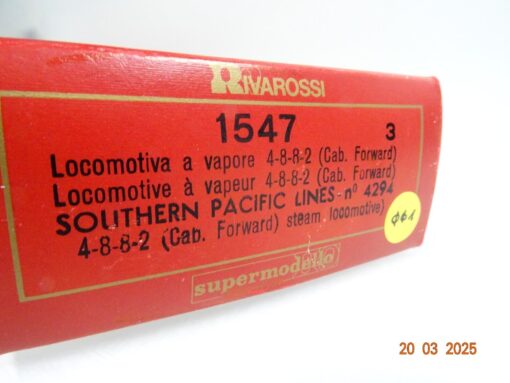 RIVAROSSI
1547 3
Locomotiva a vapore 4-8-8-2 (Cab. Forward)
Locomotive à vapeur 4-8-8-2 (Cab. Forward)
SOUTHERN PACIFIC LINES - n° 4294
4-8-8-2 (Cab. Forward) steam locomotive)
supermodello
20 03 2025